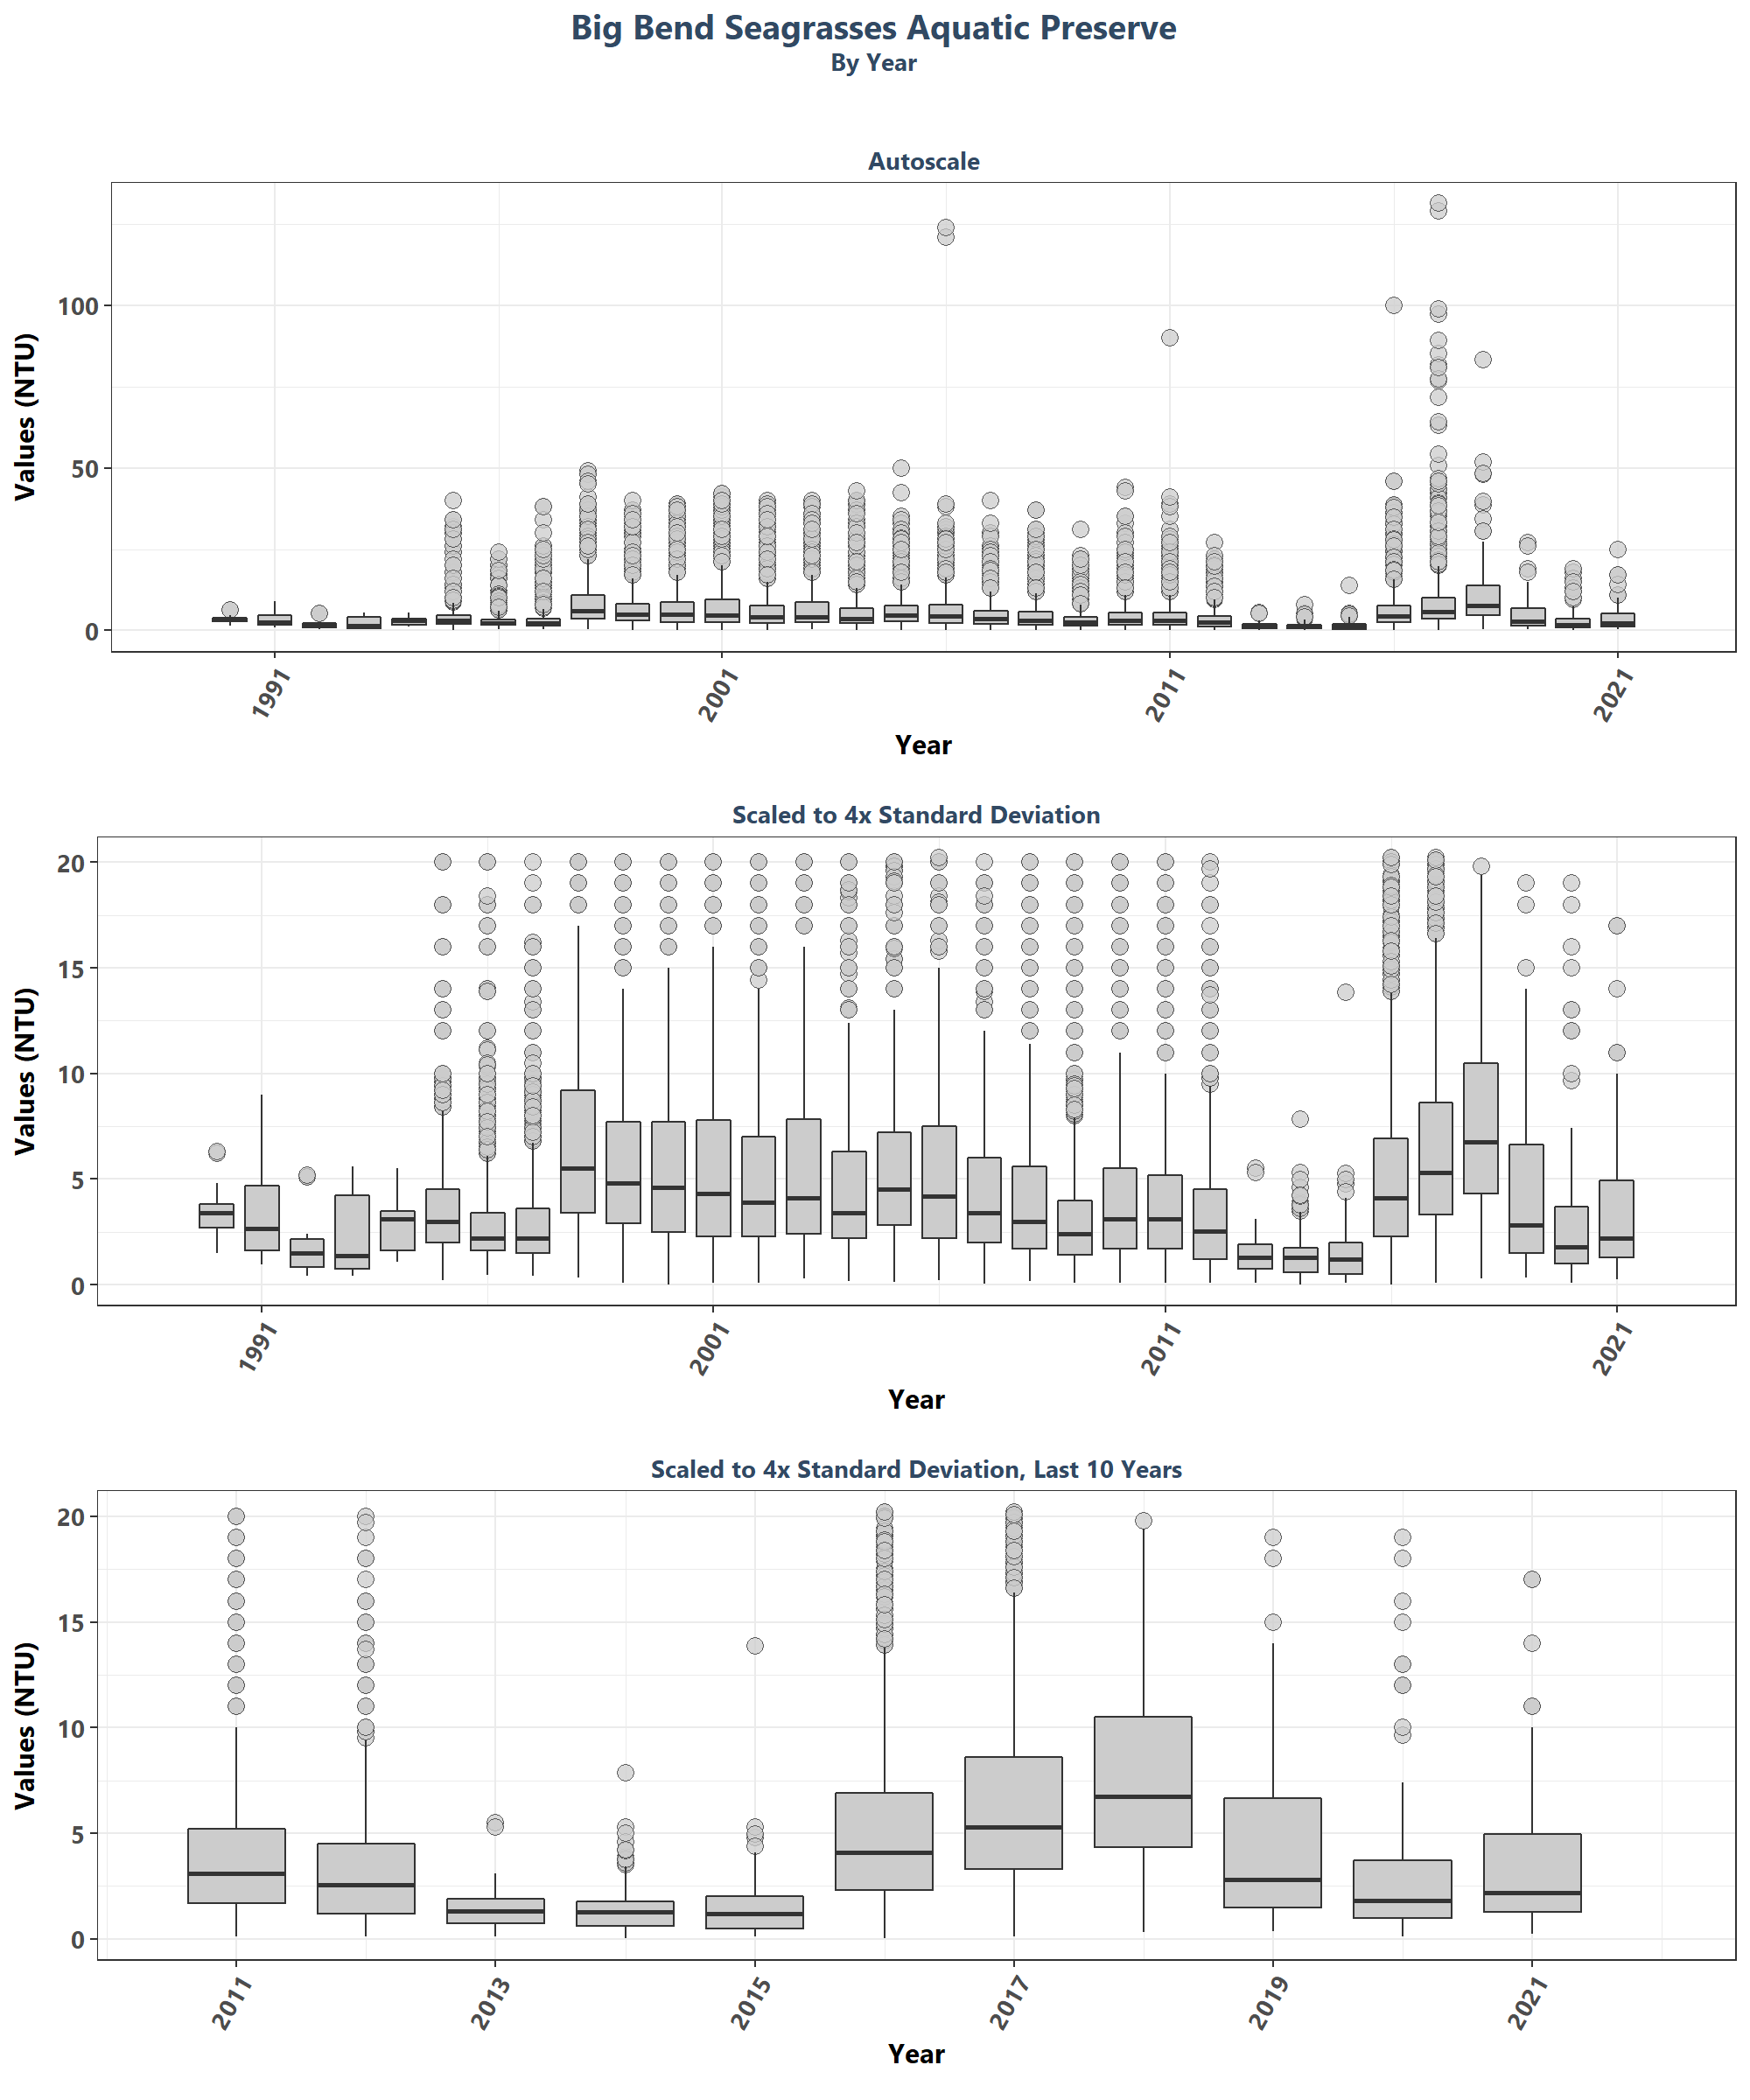 Big Bend Seagrasses Aquatic Preserve
By Year
Autoscale
Values (NTU)
100
50
0
1991
2001
2011
2021
Year
Scaled to 4x Standard Deviation
Values (NTU)
20
15
10
5
0
1991
2001
2011
2021
Year
Scaled to 4x Standard Deviation, Last 10 Years
Values (NTU)
20
15
10
5
0
2011
2013
2015
2017
2019
2021
Year